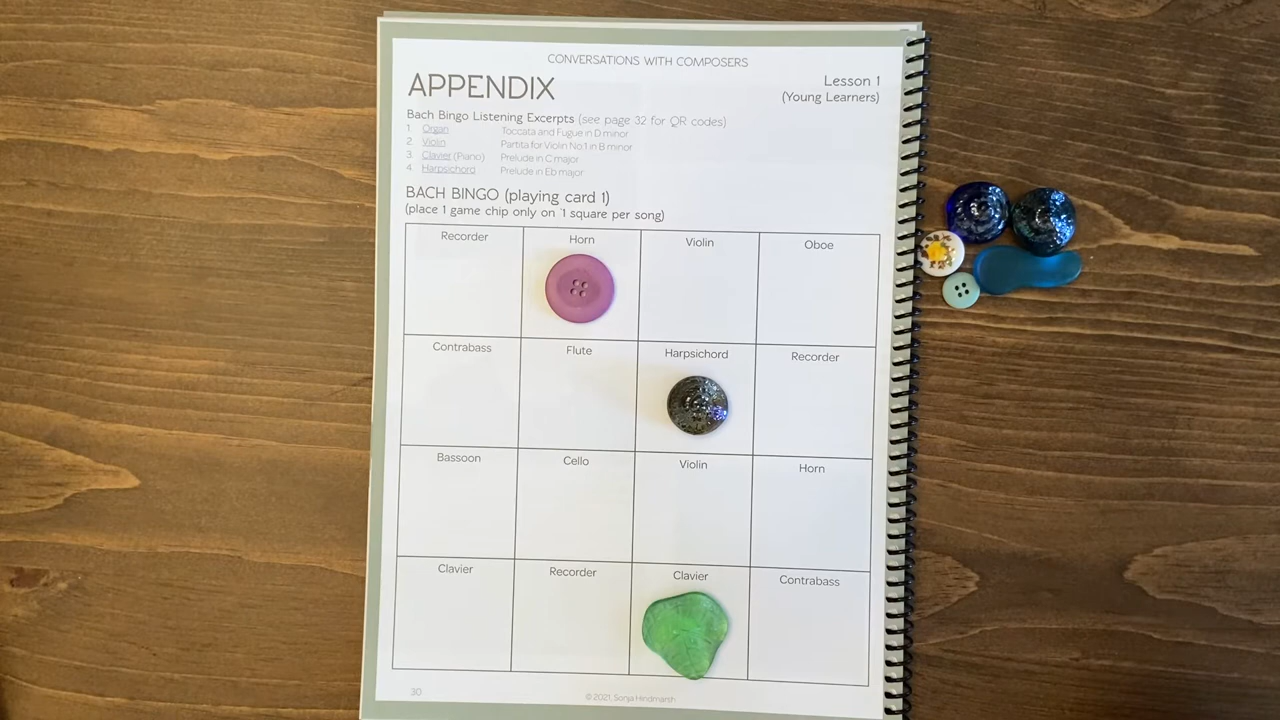 CONVERSATIONS WITH COMPOSERS
APPENDIX
Lesson 1
(Young Learners)
Bach Bingo Listening Excerpts (see page 32 for QR codes)
1. Organ Toccata and Fugue in D minor
2. Violin Partita for Violin No.1 in B minor
3. Clavier (Piano) Prelude in C major
4. Harpsichord Prelude in Eb major
BACH BINGO (playing card 1)
(place 1 game chip only on 1 square per song)
Recorder Horn Violin Oboe
Contrabass Flute Harpsichord Recorder
Bassoon Cello Violin Horn
Clavier Recorder Clavier Contrabass
30
© 2021, Sonja Hindmarsh